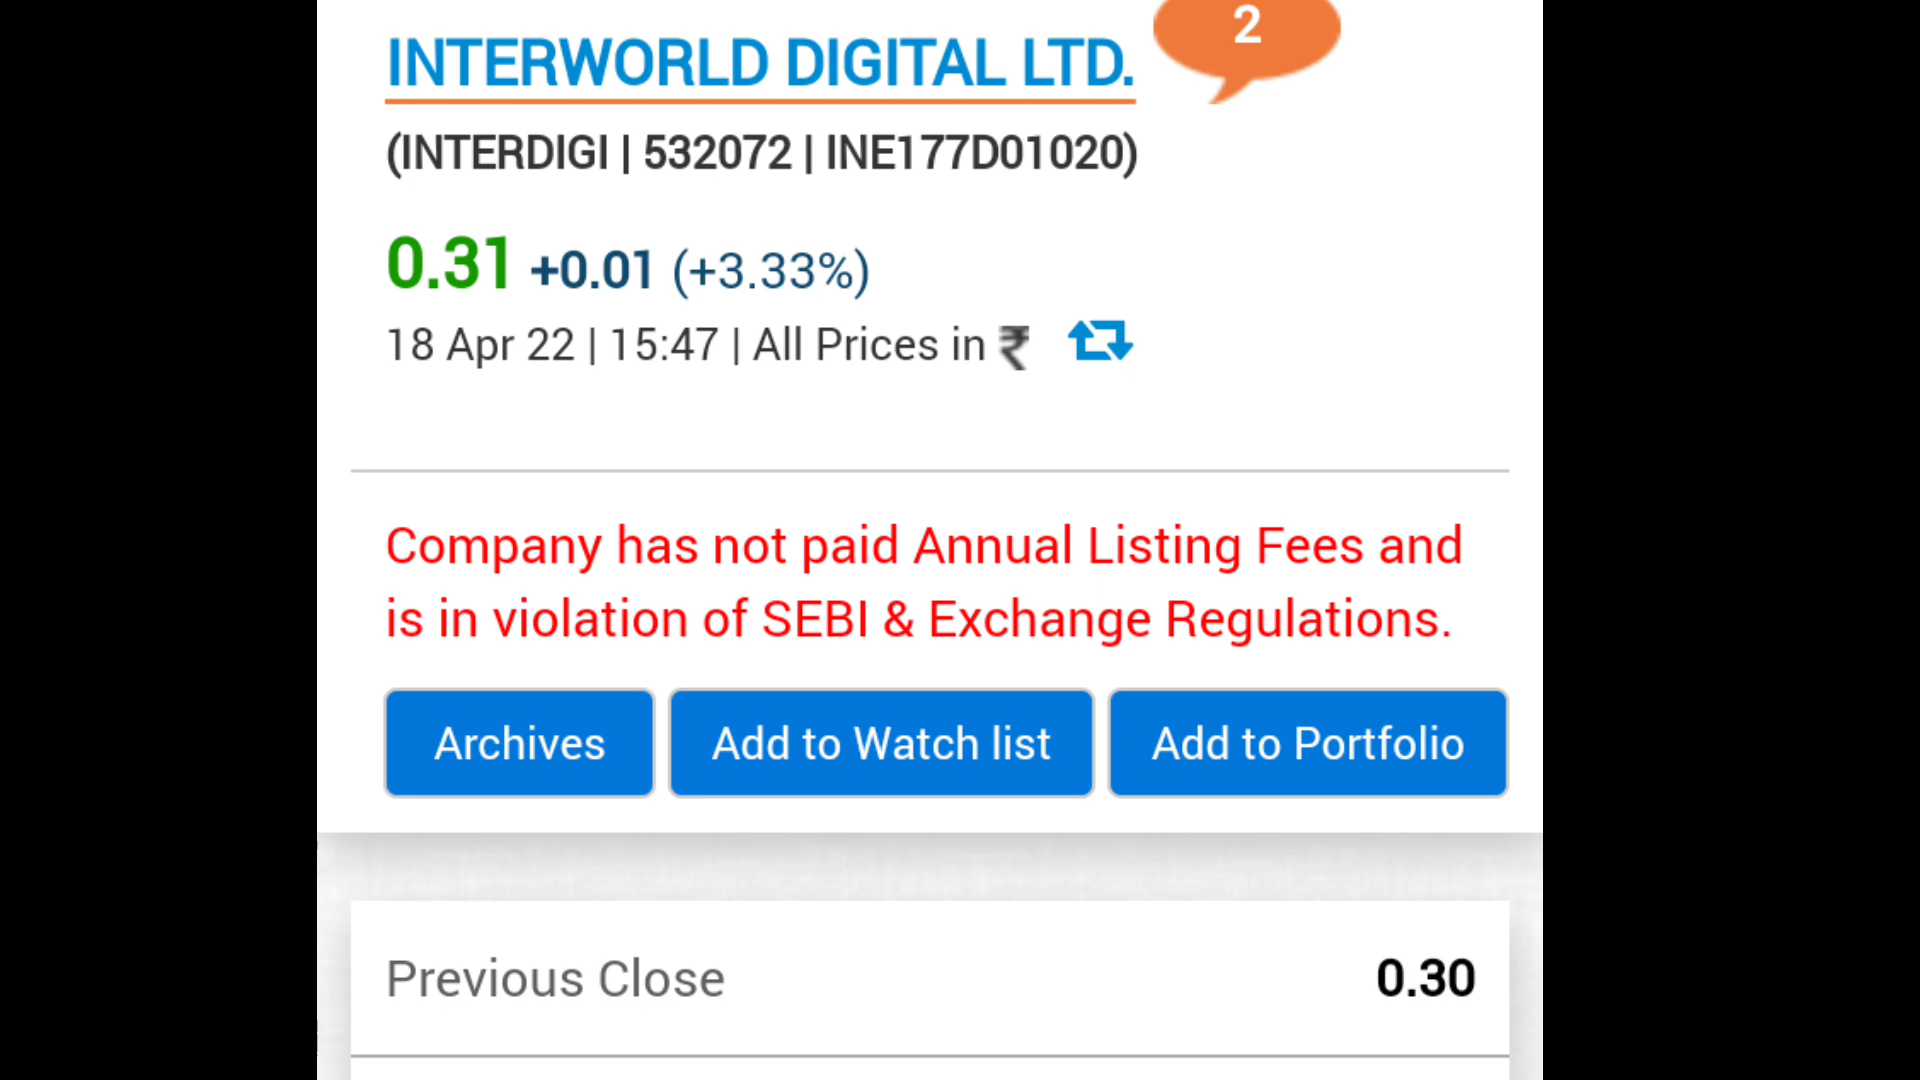 2
INTERWORLD DIGITAL LTD.
(INTERDIGI | 532072 | INE177D01020)
0.31 +0.01 (+3.33%)
18 Apr 22 | 15:47 | All Prices in ₹
Company has not paid Annual Listing Fees and
is in violation of SEBI & Exchange Regulations.
Archives Add to Watch list Add to Portfolio
Previous Close 0.30